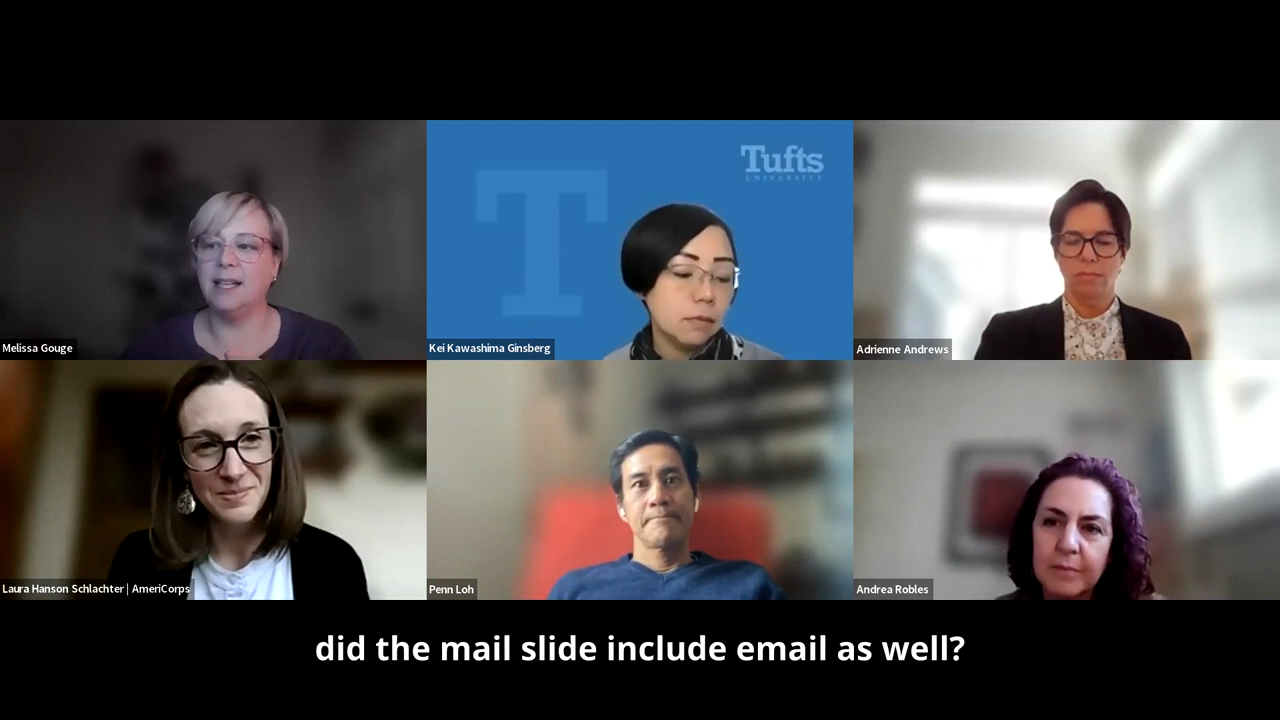 T
Tufts
UNIVERSITY
Melissa Gouge
Kei Kawashima Ginsberg
Adrienne Andrews
Laura Hanson Schlachter | AmeriCorps
Penn Loh
Andrea Robles
did the mail slide include email as well?